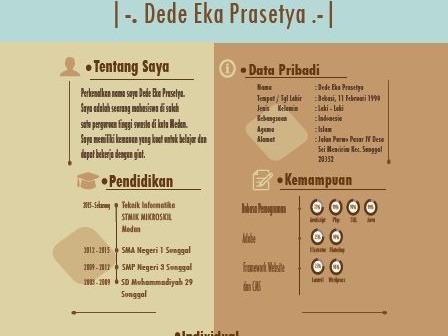 |-. Dede Eka Prasetya .-|
• Tentang Saya
Perkenalkan nama saya Dede Eka Prasetya.
Saya adalah seorang mahasiswa di salah
satu perguruan tinggi swasta di kota Medan.
Saya memiliki kemauan yang kuat untuk belajar dan
dapat bekerja dengan giat.
• Pendidikan
2015 - Sekarang Teknik Informatika
STMIK MIKROSKIL
Medan
2012 - 2015 SMA Negeri 1 Sunggal
2009 - 2012 SMP Negeri 3 Sunggal
2003 - 2009 SD Muhammadiyah 29
Sunggal
• Data Pribadi
Nama : Dede Eka Prasetya
Tempat / Tgl Lahir : Bekasi, 11 Februari 1998
Jenis Kelamin : Laki - Laki
Kebangsaan : Indonesia
Agama : Islam
Alamat : Jalan Purwo Pasar IV Desa
Sei Mencirim Kec. Sunggal
20352
• Kemampuan
Bahasa Pemograman
JavaScript Php SQL Java
Adobe
Illustrator Photoshop
Framework Website
dan CMS
Laravel Wordpress
• Individual